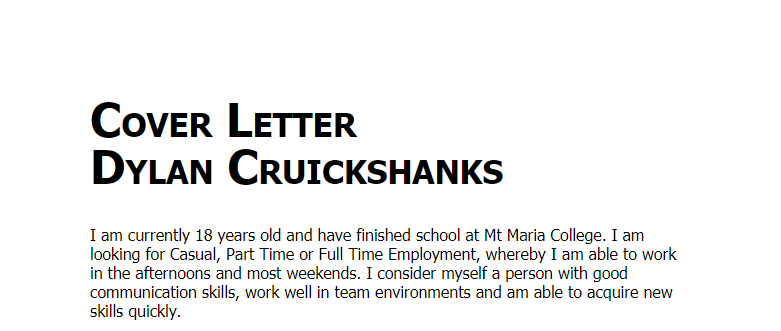 Cover Letter
Dylan Cruickshanks
I am currently 18 years old and have finished school at Mt Maria College. I am
looking for Casual, Part Time or Full Time Employment, whereby I am able to work
in the afternoons and most weekends. I consider myself a person with good
communication skills, work well in team environments and am able to acquire new
skills quickly.